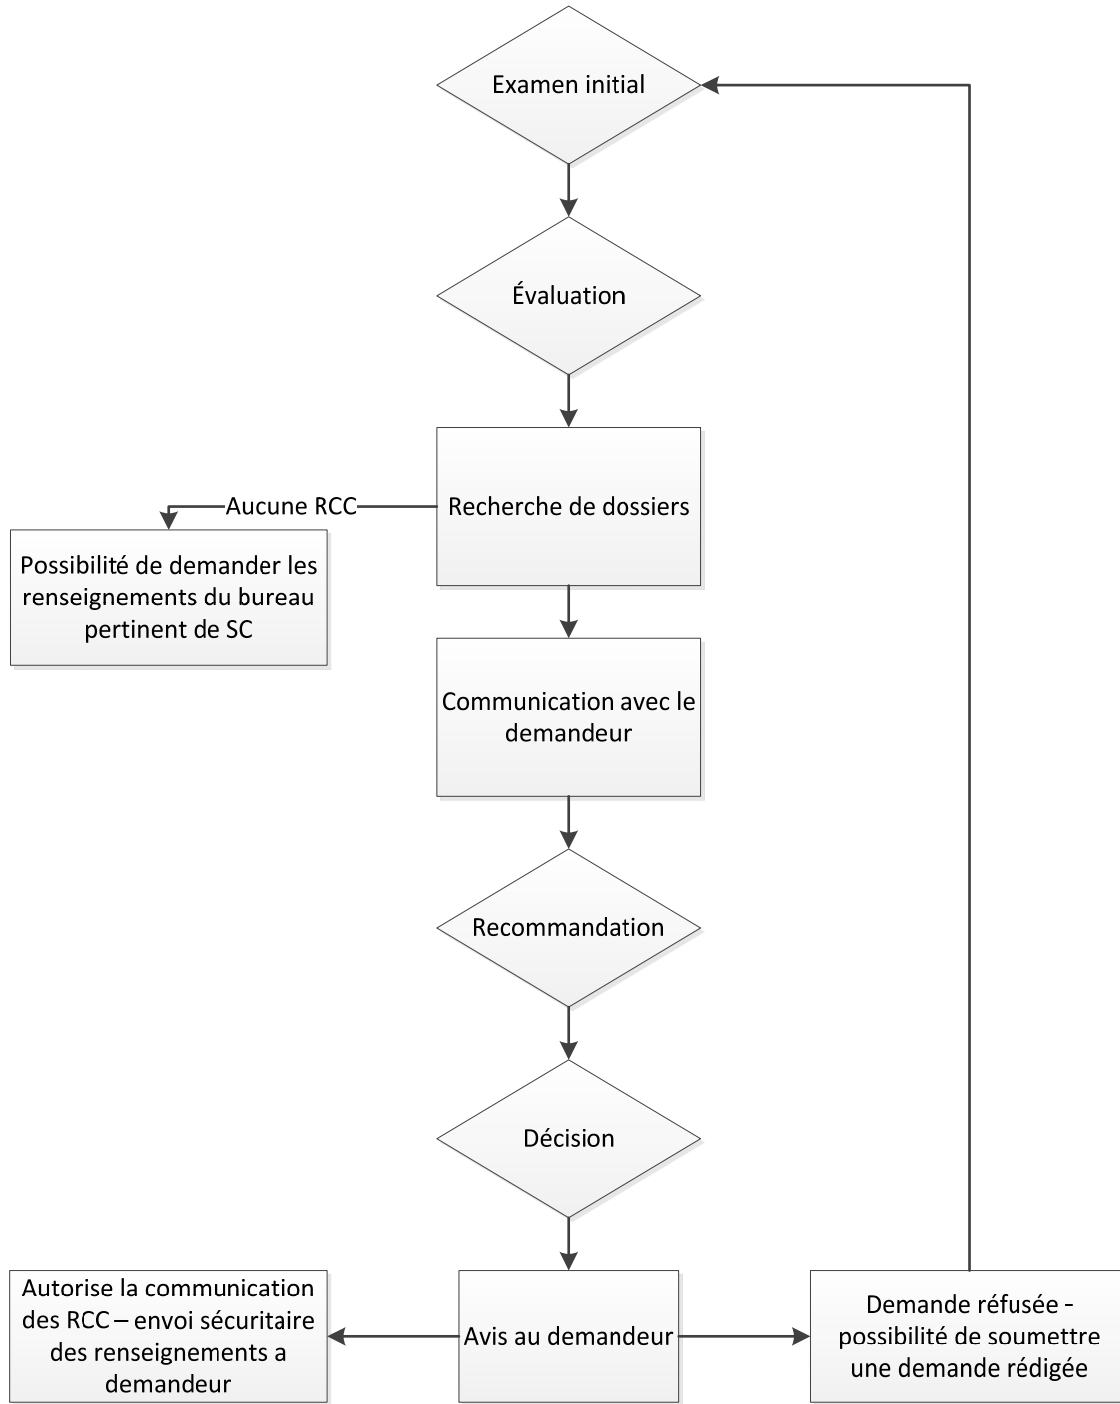 Examen initial
Évaluation
Recherche de dossiers
Aucune RCC
Possibilité de demander les
renseignements du bureau
pertinent de SC
Communication avec le
demandeur
Recommandation
Décision
Autorise la communication
des RCC – envoi sécuritaire
des renseignements a
demandeur
Avis au demandeur
Demande réfusée -
possibilité de soumettre
une demande rédigée